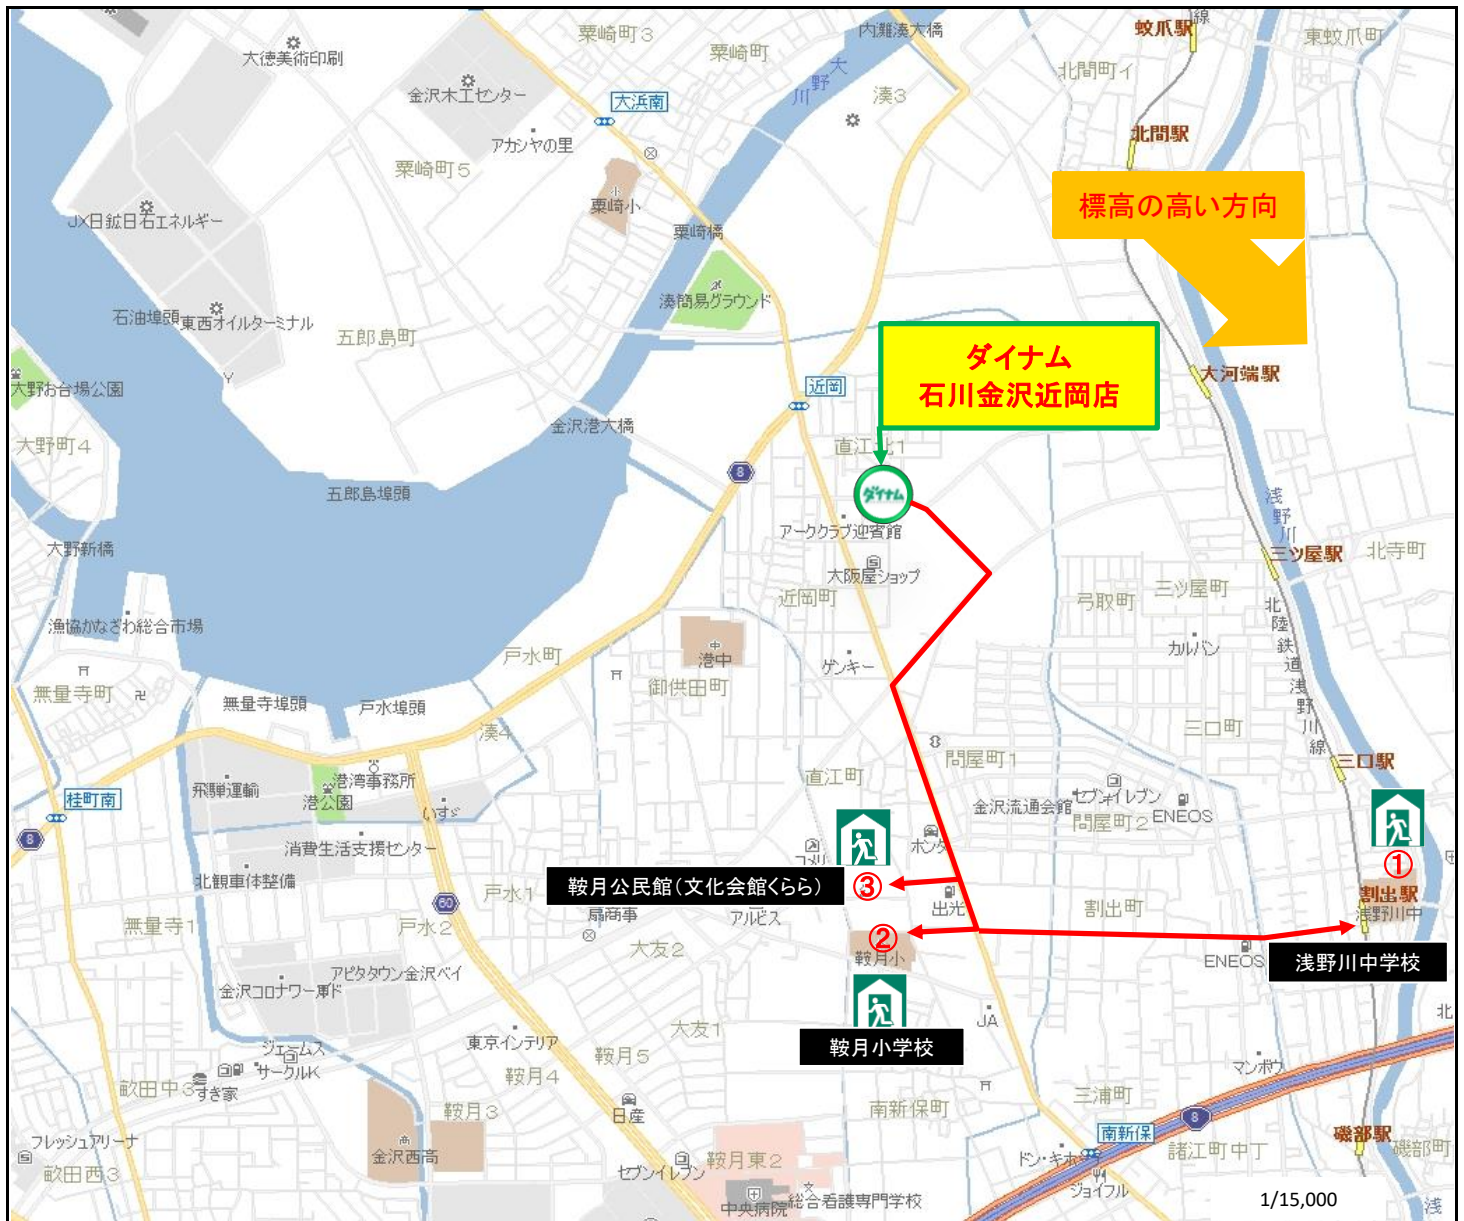 粟崎町3
内灘湊大橋
蚊爪駅
線
東蚊爪町
大徳美術印刷
粟崎町
大野川
北間町イ
金沢木工センター
大浜南
湊3
北間駅
アカシヤの里
粟崎町5
粟崎小
標高の高い方向
JX日鉱日石エネルギー
粟崎橋
湊簡易グラウンド
石油埠頭
東西オイルターミナル
五郎島町
ダイナム
石川金沢近岡店
大野お台場公園
近岡
大河端駅
金沢港大橋
大野町4
直江北1
8
五郎島埠頭
ダイナム
浅野川
アーククラブ迎賓館
大野新橋
三ツ屋駅
北寺町
大阪屋ショップ
近岡町
弓取町
三ツ屋町
漁協かなざわ総合市場
北陸鉄道浅野川線
戸水町
港中
ゲンキー
カルバン
無量寺町
御供田町
無量寺埠頭
戸水埠頭
湊4
三口町
問屋町1
三口駅
飛騨運輸
港湾事務所
港公園
直江町
桂町南
いすゞ
金沢流通会館
セブンイレブン
ENEOS
問屋町2
8
消費生活支援センター
コメリ
ホンダ
①
北観車体整備
鞍月公民館(文化会館くらら)
③
戸水1
割出駅
60
扇商事
アルビス
出光
割出町
浅野川中
無量寺1
戸水2
大友2
②
鞍月小
ENEOS
浅野川中学校
アピタタウン金沢ベイ
金沢コロナワールド
JA
北
大友1
鞍月小学校
東京インテリア
鞍月5
ジェームス
サークルK
マンボウ
畝田中3
すき家
鞍月4
三浦町
鞍月3
日産
南新保町
8
フレッシュアリーナ
南新保
磯部駅
金沢西高
ドン・キホーテ
諸江町中丁
磯部町
畝田西3
セブンイレブン
鞍月東2
ジョイフル
中央病院
総合看護専門学校
1/15,000
浅